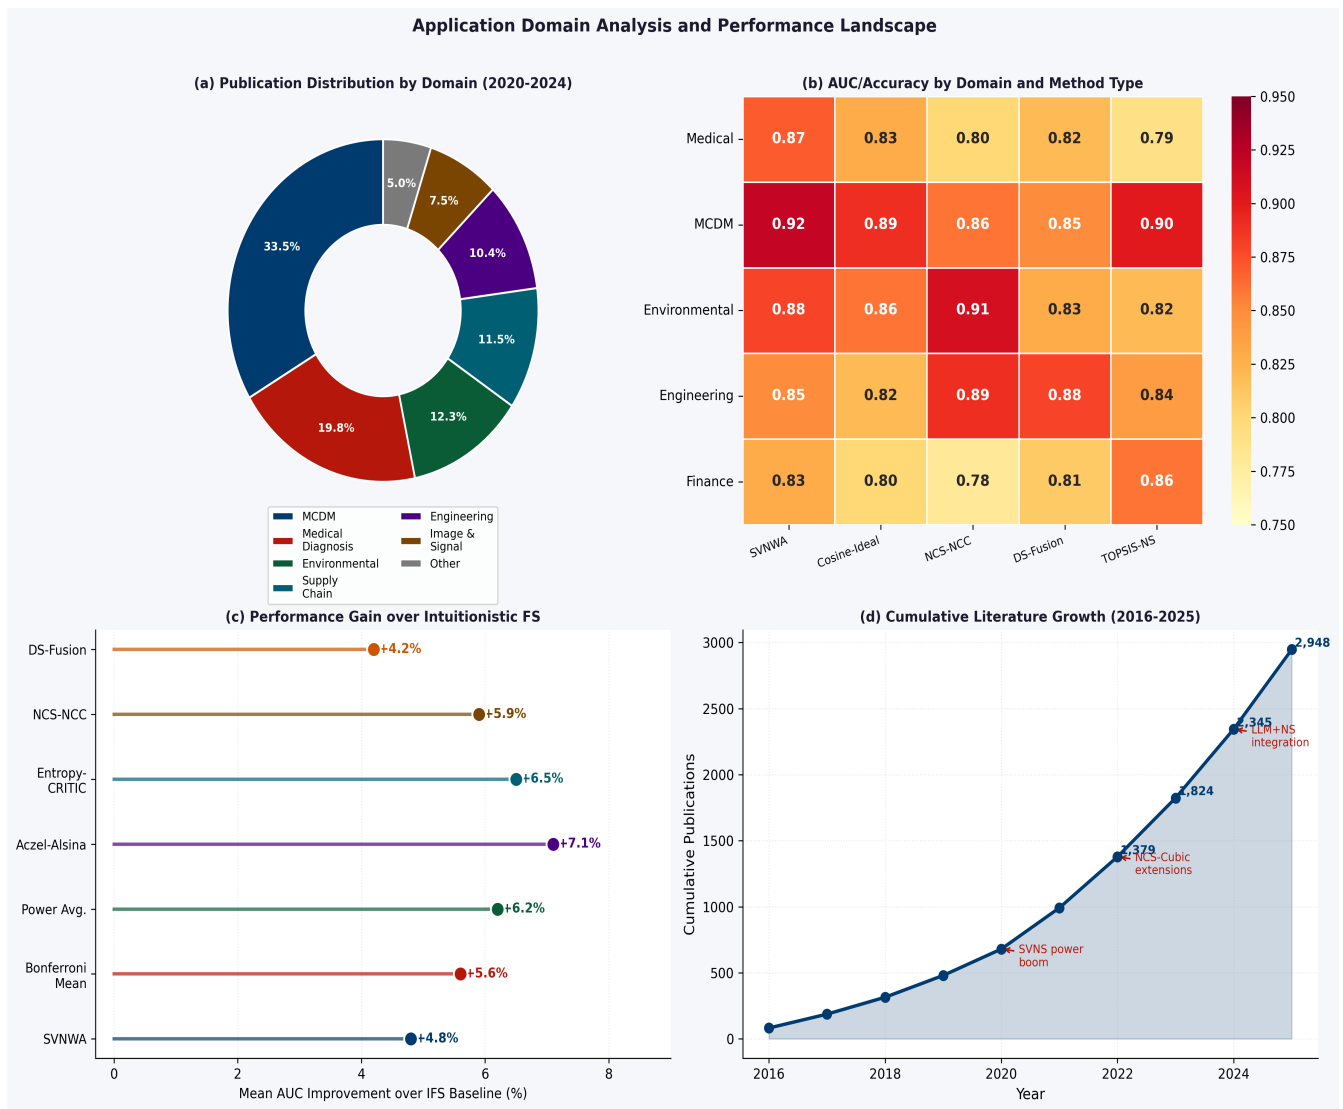 Application Domain Analysis and Performance Landscape
(a) Publication Distribution by Domain (2020-2024)
5.0%
7.5%
33.5%
10.4%
11.5%
12.3%
19.8%
MCDM
Medical
Diagnosis
Environmental
Supply
Chain
Engineering
Image &
Signal
Other
(b) AUC/Accuracy by Domain and Method Type
Medical 0.87 0.83 0.80 0.82 0.79
MCDM 0.92 0.89 0.86 0.85 0.90
Environmental 0.88 0.86 0.91 0.83 0.82
Engineering 0.85 0.82 0.89 0.88 0.84
Finance 0.83 0.80 0.78 0.81 0.86
SVNWA Cosine-Ideal NCS-NCC DS-Fusion TOPSIS-NS
0.950
0.925
0.900
0.875
0.850
0.825
0.800
0.775
0.750
(c) Performance Gain over Intuitionistic FS
DS-Fusion +4.2%
NCS-NCC +5.9%
Entropy-
CRITIC +6.5%
Aczel-Alsina +7.1%
Power Avg. +6.2%
Bonferroni
Mean +5.6%
SVNWA +4.8%
0 2 4 6 8
Mean AUC Improvement over IFS Baseline (%)
(d) Cumulative Literature Growth (2016-2025)
Cumulative Publications
3000
2500
2000
1500
1000
500
0
2,948
2,345
LLM+NS
integration
1,824
1,379
NCS-Cubic
extensions
SVNS power
boom
2016 2018 2020 2022 2024
Year